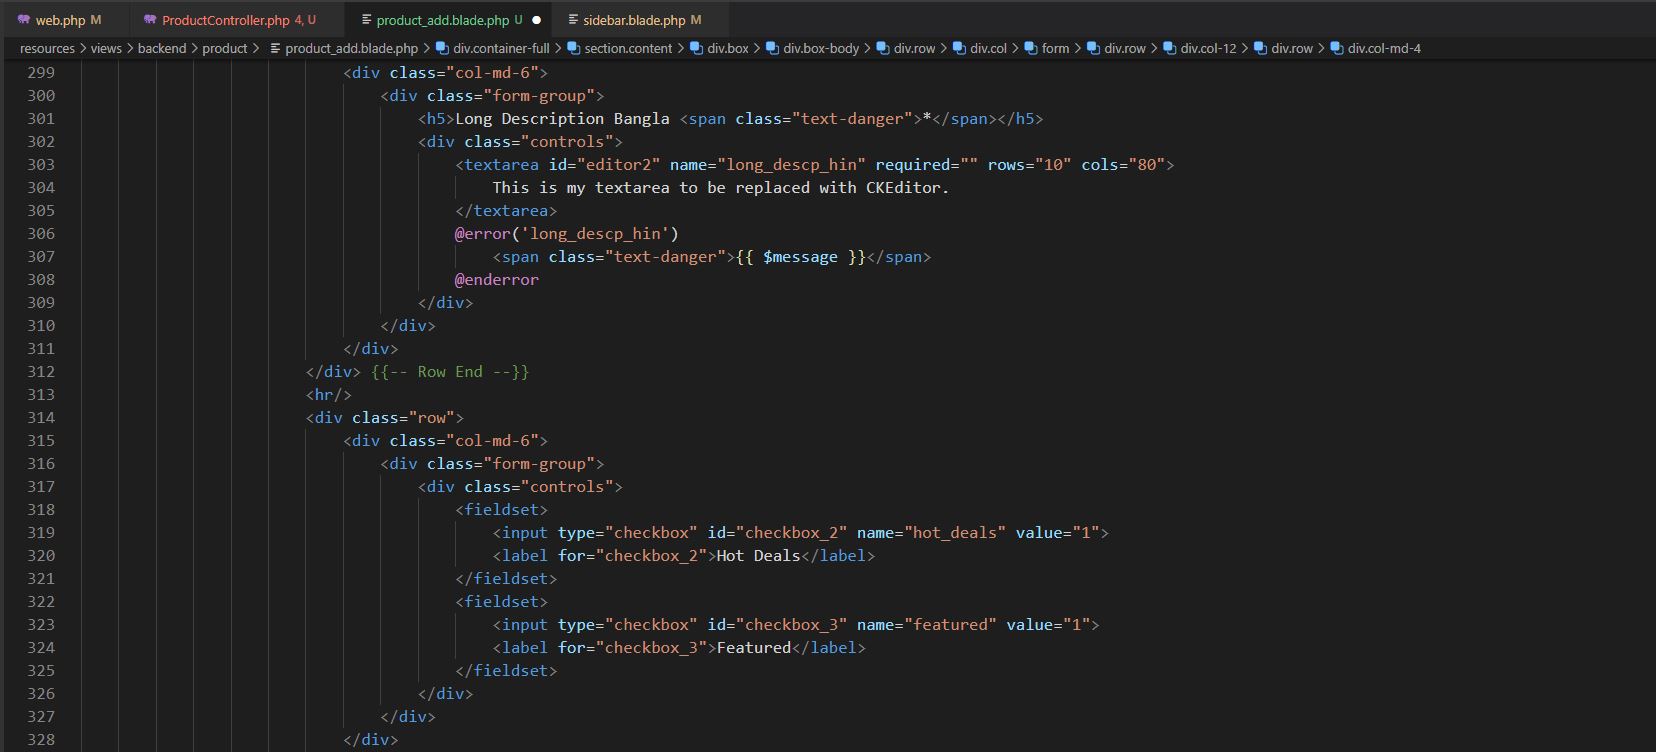 web.php M ProductController.php 4, U product_add.blade.php U sidebar.blade.php M
resources > views > backend > product > product_add.blade.php > div.container-full > section.content > div.box > div.box-body > div.row > div.col > form > div.row > div.col-12 > div.row > div.col-md-4
299 <div class="col-md-6">
300 <div class="form-group">
301 <h5>Long Description Bangla <span class="text-danger">*</span></h5>
302 <div class="controls">
303 <textarea id="editor2" name="long_descp_hin" required="" rows="10" cols="80">
304 This is my textarea to be replaced with CKEditor.
305 </textarea>
306 @error('long_descp_hin')
307 <span class="text-danger">{{ $message }}</span>
308 @enderror
309 </div>
310 </div>
311 </div>
312 </div> {{-- Row End --}}
313 <hr/>
314 <div class="row">
315 <div class="col-md-6">
316 <div class="form-group">
317 <div class="controls">
318 <fieldset>
319 <input type="checkbox" id="checkbox_2" name="hot_deals" value="1">
320 <label for="checkbox_2">Hot Deals</label>
321 </fieldset>
322 <fieldset>
323 <input type="checkbox" id="checkbox_3" name="featured" value="1">
324 <label for="checkbox_3">Featured</label>
325 </fieldset>
326 </div>
327 </div>
328 </div>